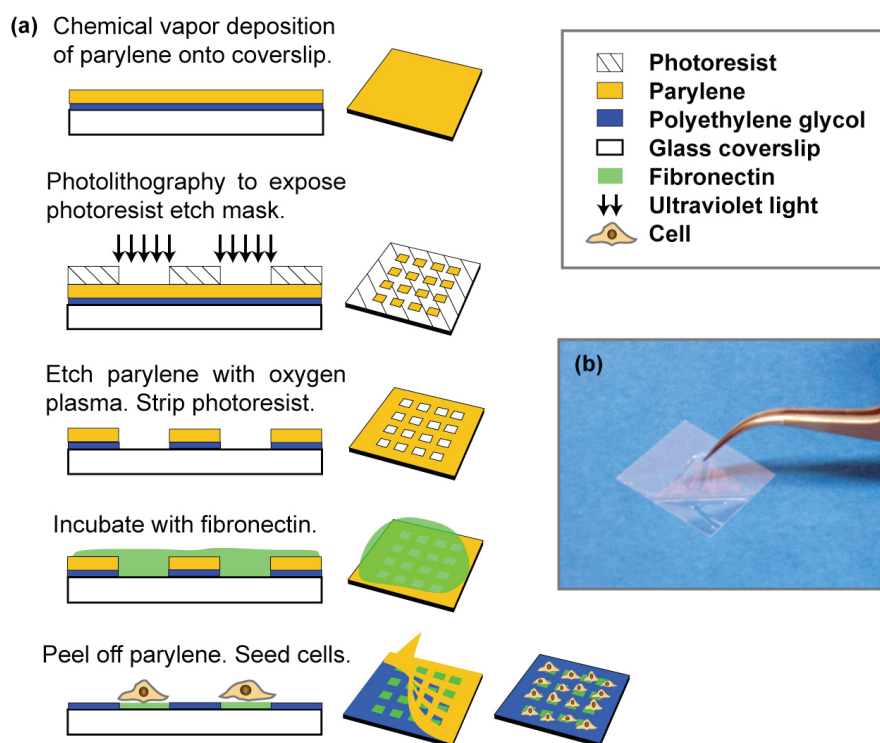 (a) Chemical vapor deposition
of parylene onto coverslip.
Photolithography to expose
photoresist etch mask.
Etch parylene with oxygen
plasma. Strip photoresist.
Incubate with fibronectin.
Peel off parylene. Seed cells.
Photoresist
Parylene
Polyethylene glycol
Glass coverslip
Fibronectin
Ultraviolet light
Cell
(b)